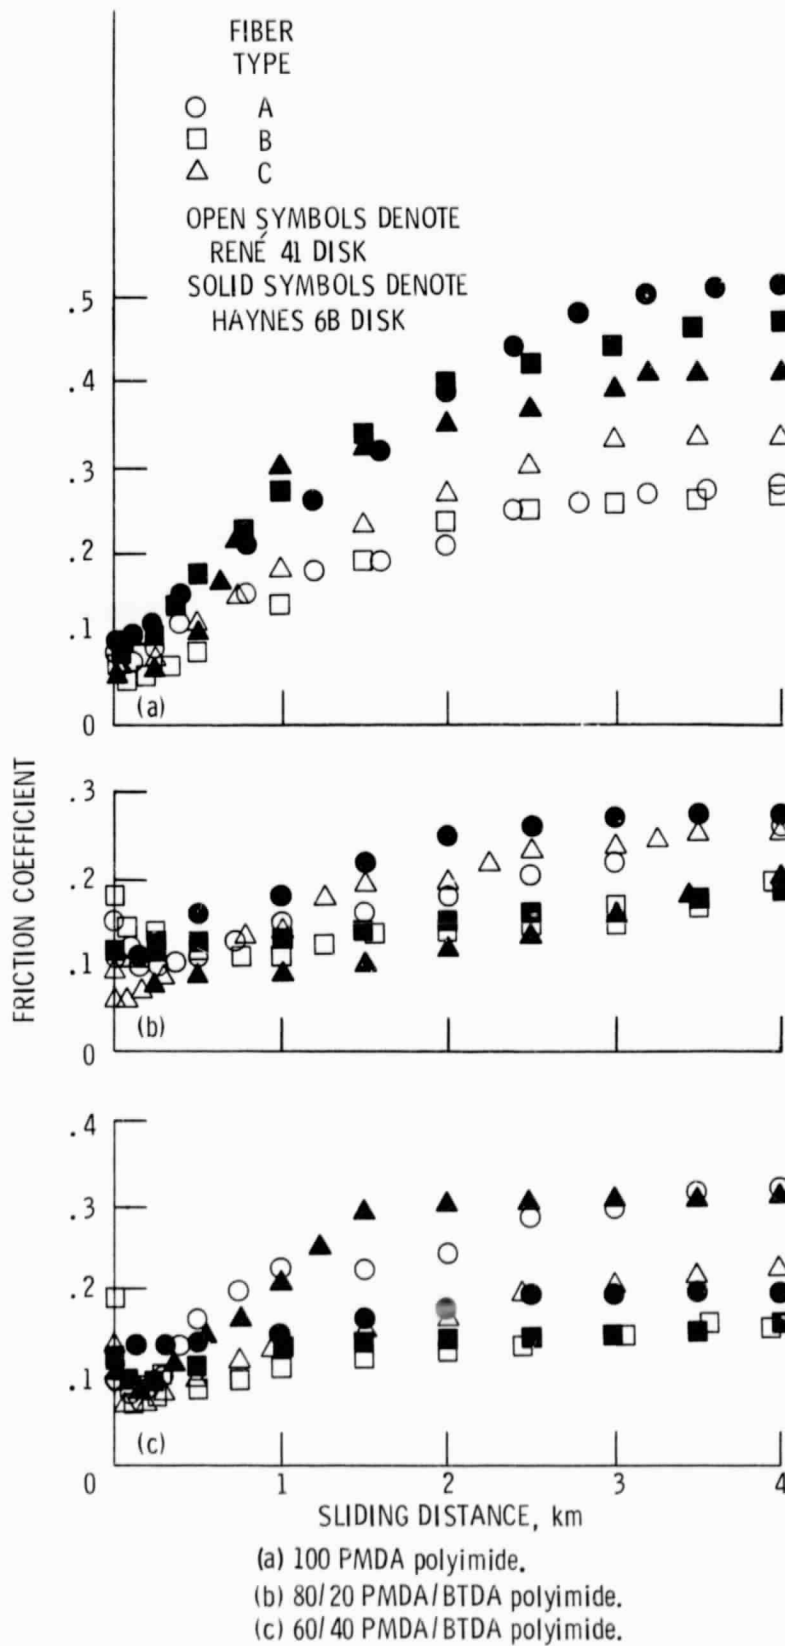 FIBER
TYPE
A
B
C
OPEN SYMBOLS DENOTE
RENÉ 41 DISK
SOLID SYMBOLS DENOTE
HAYNES 6B DISK
.5
.4
.3
.2
.1
0
(a)
FRICTION COEFFICIENT
.3
.2
.1
0
(b)
.4
.3
.2
.1
0
(c)
1
2
3
4
SLIDING DISTANCE, km
(a) 100 PMDA polyimide.
(b) 80/20 PMDA/BTDA polyimide.
(c) 60/40 PMDA/BTDA polyimide.